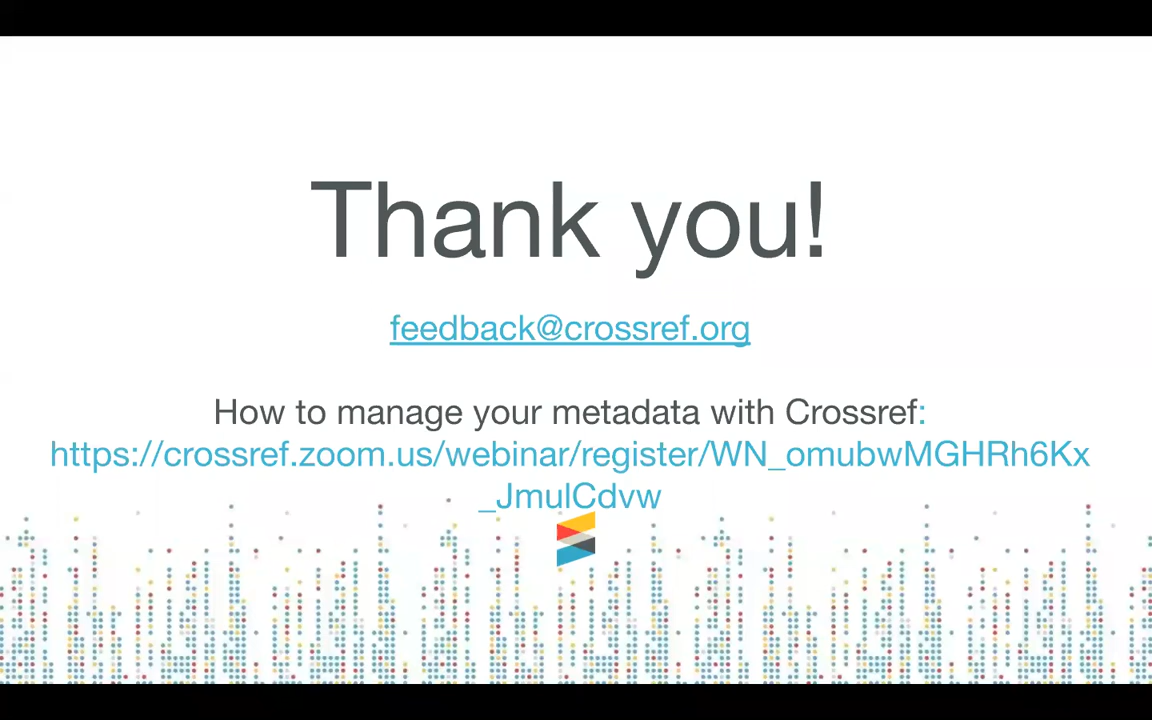 Thank you!
feedback@crossref.org
How to manage your metadata with Crossref:
https://crossref.zoom.us/webinar/register/WN_omubwMGHRh6Kx
_JmulCdvw